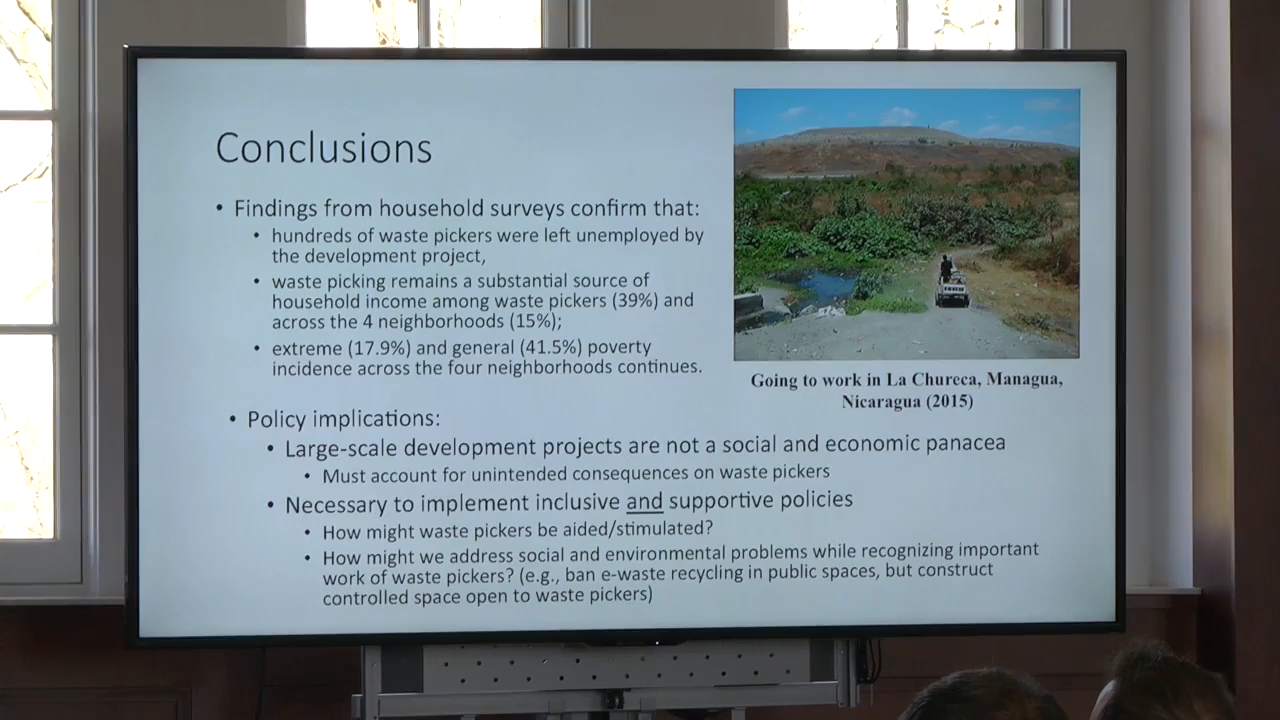 Conclusions
• Findings from household surveys confirm that:
• hundreds of waste pickers were left unemployed by
the development project,
• waste picking remains a substantial source of
household income among waste pickers (39%) and
across the 4 neighborhoods (15%);
• extreme (17.9%) and general (41.5%) poverty
incidence across the four neighborhoods continues.
Going to work in La Chureca, Managua,
Nicaragua (2015)
• Policy implications:
• Large-scale development projects are not a social and economic panacea
• Must account for unintended consequences on waste pickers
• Necessary to implement inclusive and supportive policies
• How might waste pickers be aided/stimulated?
• How might we address social and environmental problems while recognizing important
work of waste pickers? (e.g., ban e-waste recycling in public spaces, but construct
controlled space open to waste pickers)